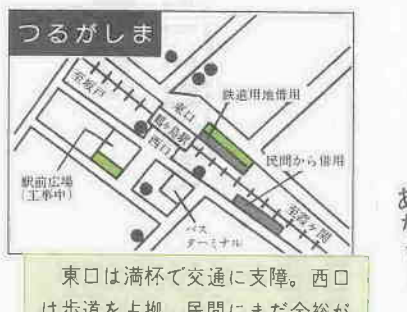 つるがしま
至坂戸
東口
鶴ヶ島駅
西口
鉄道用地借用
民間から借用
至霞ヶ関
駅前広場
(工事中)
バス
ターミナル
東口は満杯で交通に支障。西口
は歩道を占拠。民間にまだ余裕が